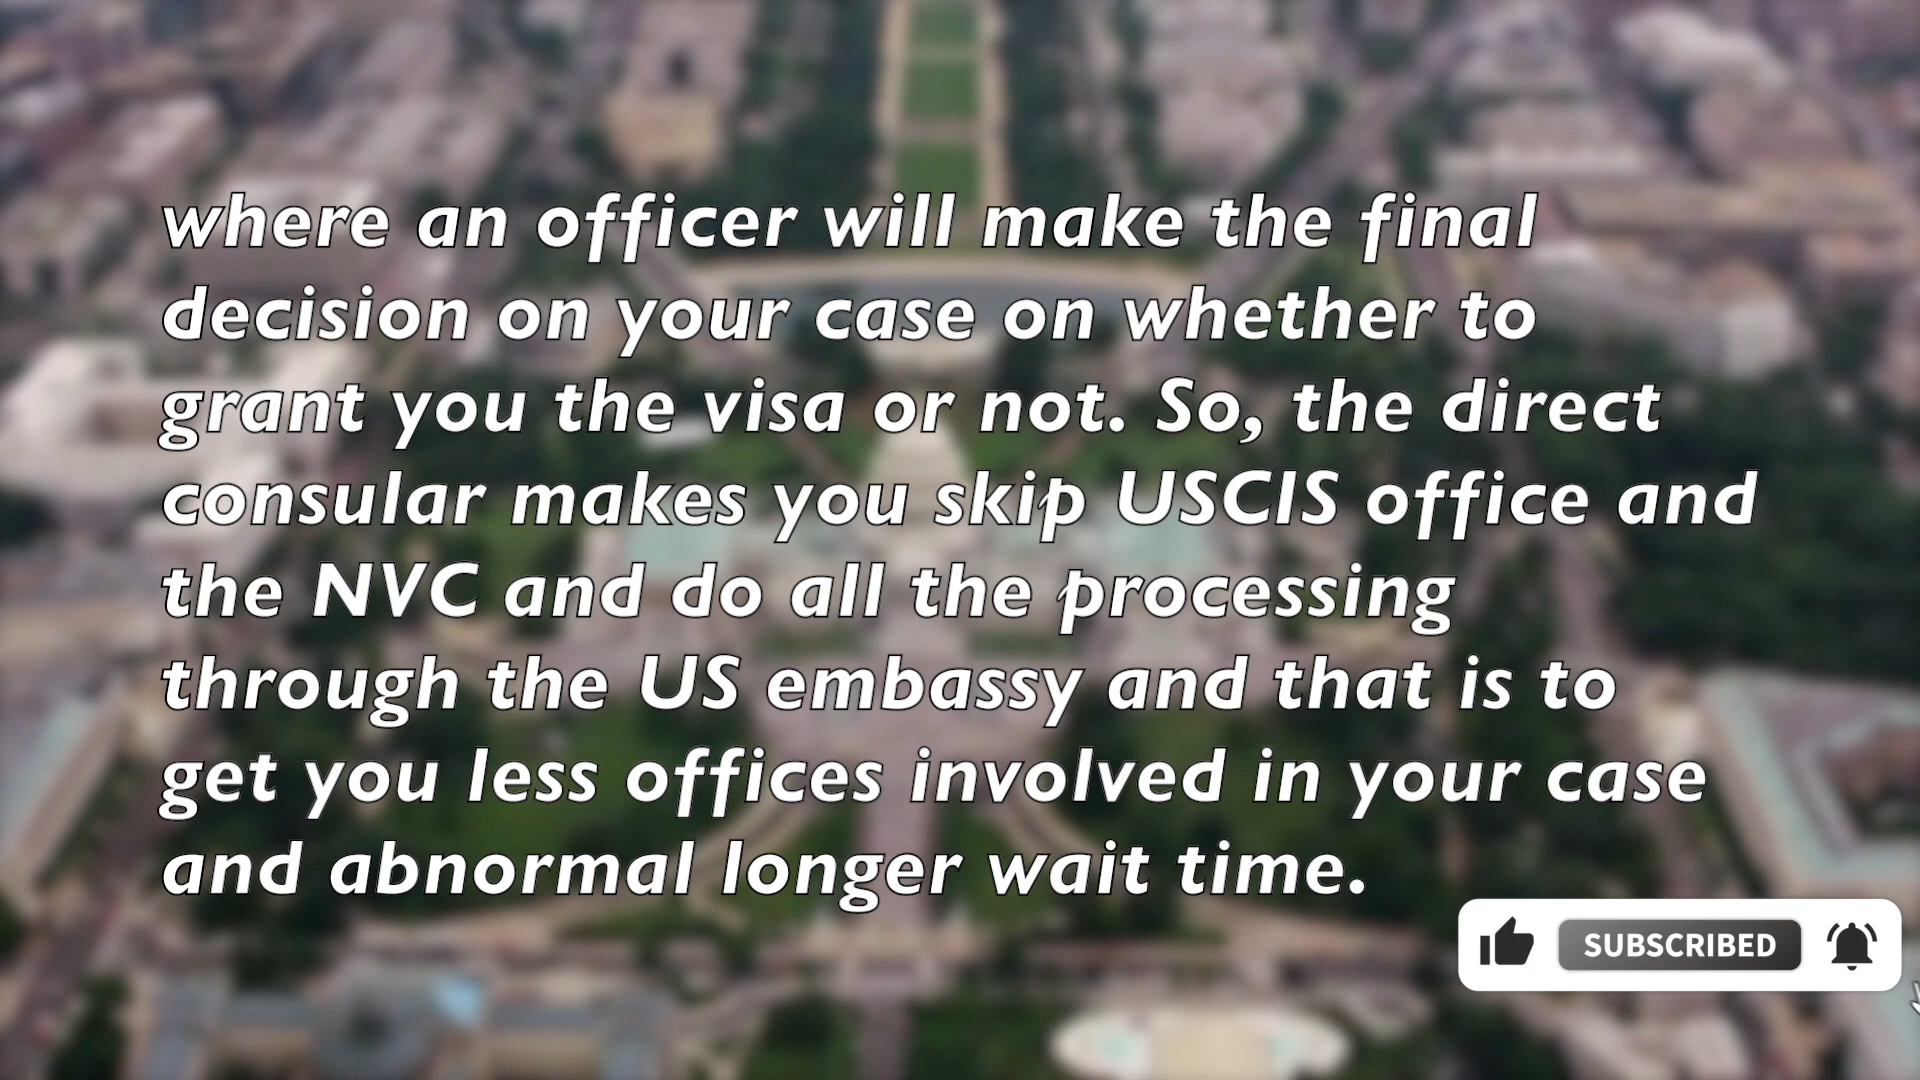 where an officer will make the final
decision on your case on whether to
grant you the visa or not. So, the direct
consular makes you skip USCIS office and
the NVC and do all the processing
through the US embassy and that is to
get you less offices involved in your case
and abnormal longer wait time.
SUBSCRIBED